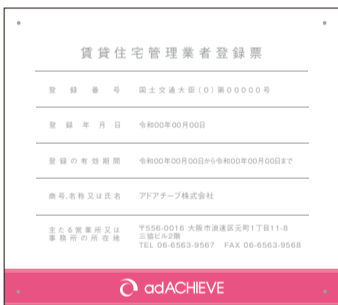 賃貸住宅管理業者登録票
登録番号 国土交通大臣(0)第00000号
登録年月日 令和00年00月00日
登録の有効期間 令和00年00月00日から令和00年00月00日まで
商号、名称又は氏名 アドアチーブ株式会社
主たる営業所又は 〒556-0016 大阪市浪速区元町1丁目11-8
事務所の所在地 三協ビル2階
TEL 06-6563-9567 FAX 06-6563-9568
adACHIEVE